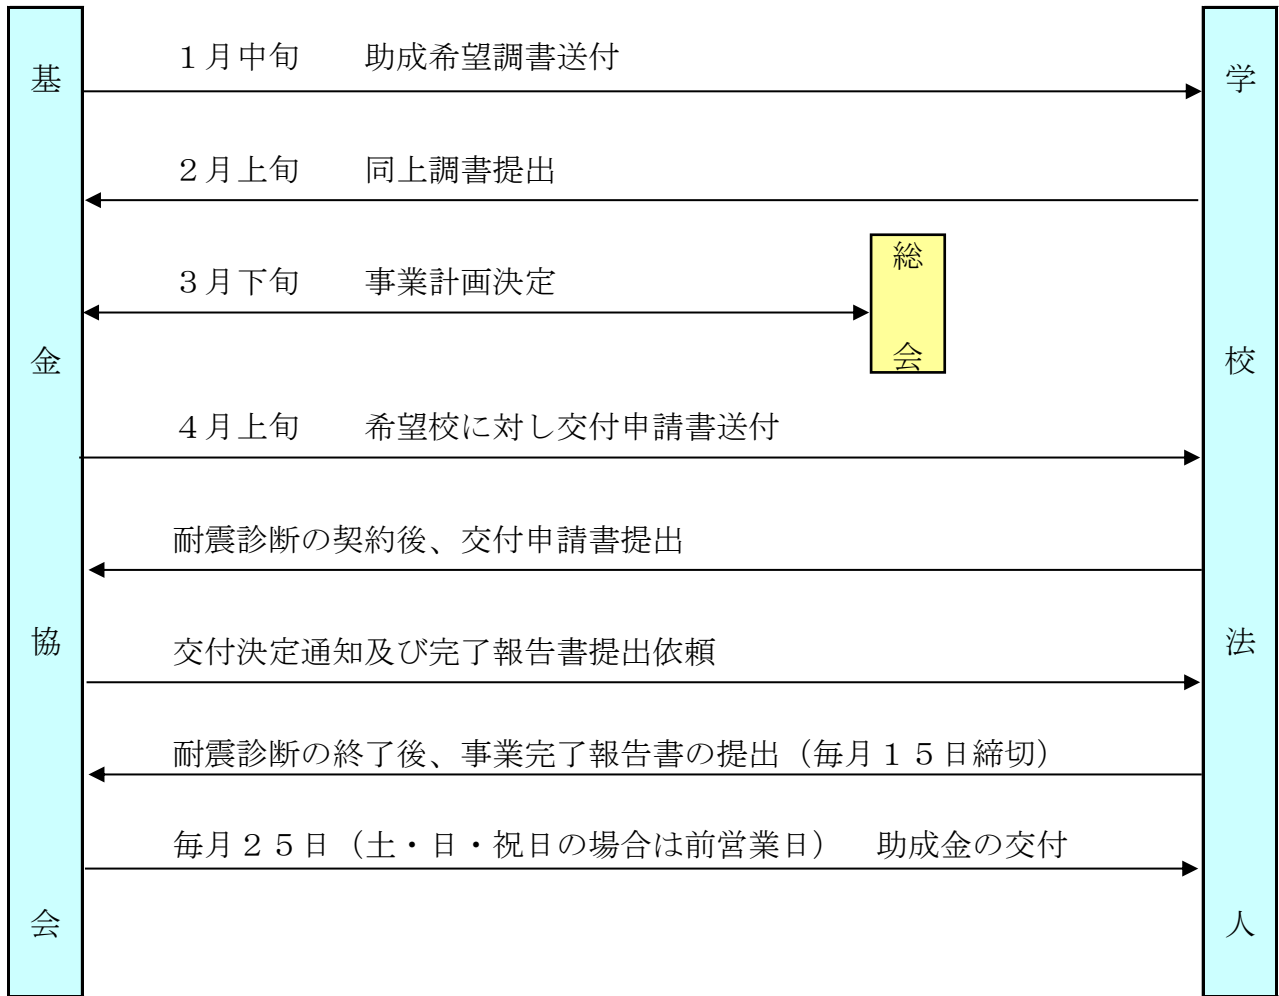 基金協会
学校法人
１月中旬　　助成希望調書送付
２月上旬　　同上調書提出
３月下旬　　事業計画決定
総会
４月上旬　　希望校に対し交付申請書送付
耐震診断の契約後、交付申請書提出
交付決定通知及び完了報告書提出依頼
耐震診断の終了後、事業完了報告書の提出（毎月１５日締切）
毎月２５日（土・日・祝日の場合は前営業日）　助成金の交付